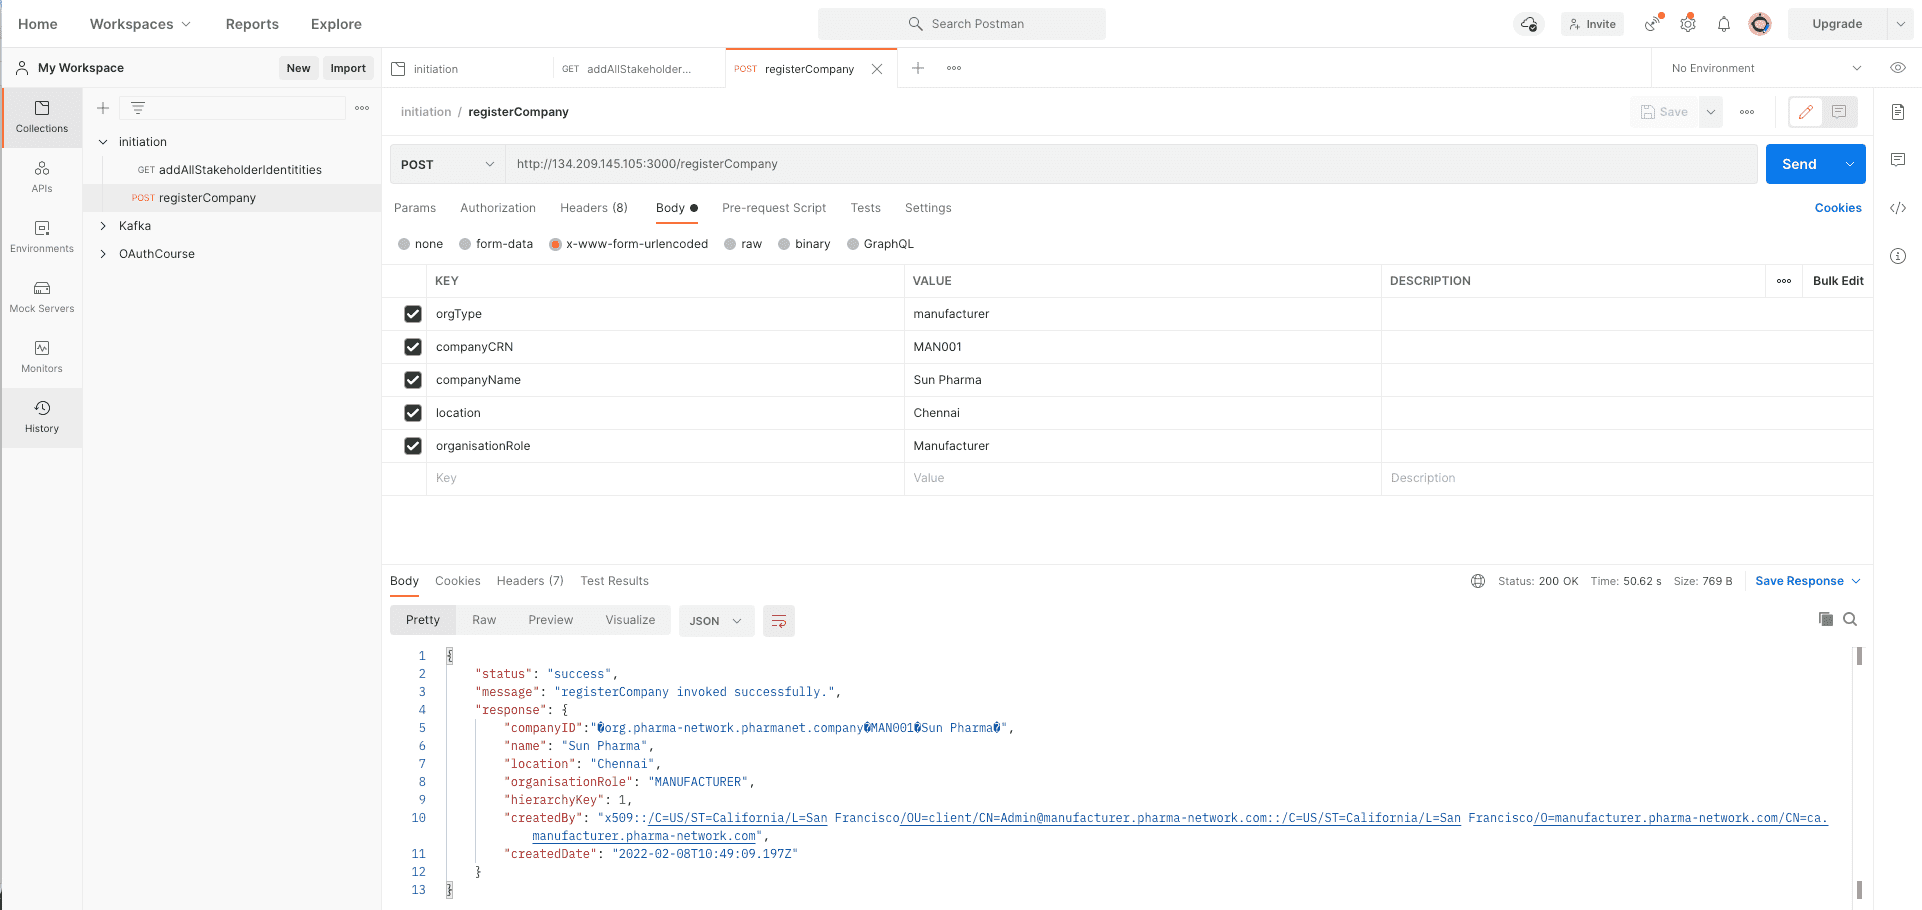 Home Workspaces Reports Explore Search Postman Invite Upgrade
My Workspace New Import initiation GET addAllStakeholder... POST registerCompany No Environment
Collections
APIs
Environments
Mock Servers
Monitors
History
initiation
GET addAllStakeholderIdentitities
POST registerCompany
Kafka
OAuthCourse
initiation / registerCompany Save
POST http://134.209.145.105:3000/registerCompany Send
Params Authorization Headers (8) Body Pre-request Script Tests Settings Cookies
none form-data x-www-form-urlencoded raw binary GraphQL
KEY VALUE DESCRIPTION Bulk Edit
orgType manufacturer
companyCRN MAN001
companyName Sun Pharma
location Chennai
organisationRole Manufacturer
Key Value Description
Body Cookies Headers (7) Test Results Status: 200 OK Time: 50.62 s Size: 769 B Save Response
Pretty Raw Preview Visualize JSON
1 {
2 "status": "success",
3 "message": "registerCompany invoked successfully.",
4 "response": {
5 "companyID":"�org.pharma-network.pharmanet.company�MAN001�Sun Pharma�",
6 "name": "Sun Pharma",
7 "location": "Chennai",
8 "organisationRole": "MANUFACTURER",
9 "hierarchyKey": 1,
10 "createdBy": "x509::/C=US/ST=California/L=San Francisco/OU=client/CN=Admin@manufacturer.pharma-network.com::/C=US/ST=California/L=San Francisco/O=manufacturer.pharma-network.com/CN=ca.
manufacturer.pharma-network.com",
11 "createdDate": "2022-02-08T10:49:09.197Z"
12 }
13 }